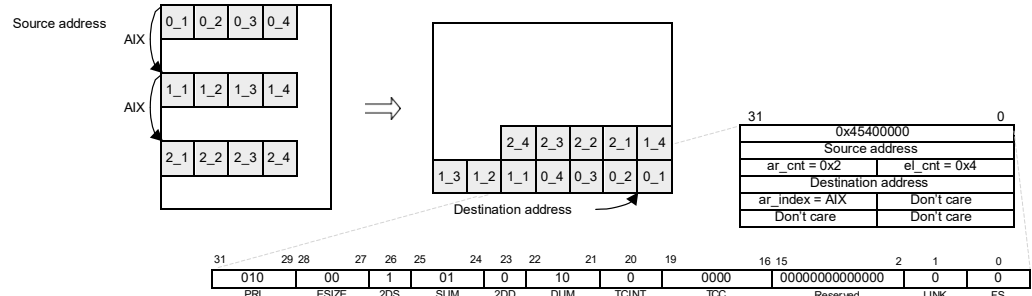 Source address
0_1 0_2 0_3 0_4
AIX
1_1 1_2 1_3 1_4
AIX
2_1 2_2 2_3 2_4
2_4 2_3 2_2 2_1 1_4
1_3 1_2 1_1 0_4 0_3 0_2 0_1
Destination address
31 0
0x45400000
Source address
ar_cnt = 0x2 el_cnt = 0x4
Destination address
ar_index = AIX Don't care
Don't care Don't care
31 29 28 27 26 25 24 23 22 21 20 19 16 15 2 1 0
010 00 1 01 0 10 0 0000 00000000000000 0 0
PRI ESIZE 2DS SUM 2DD DUM TCINT TCC Reserved LINK FS